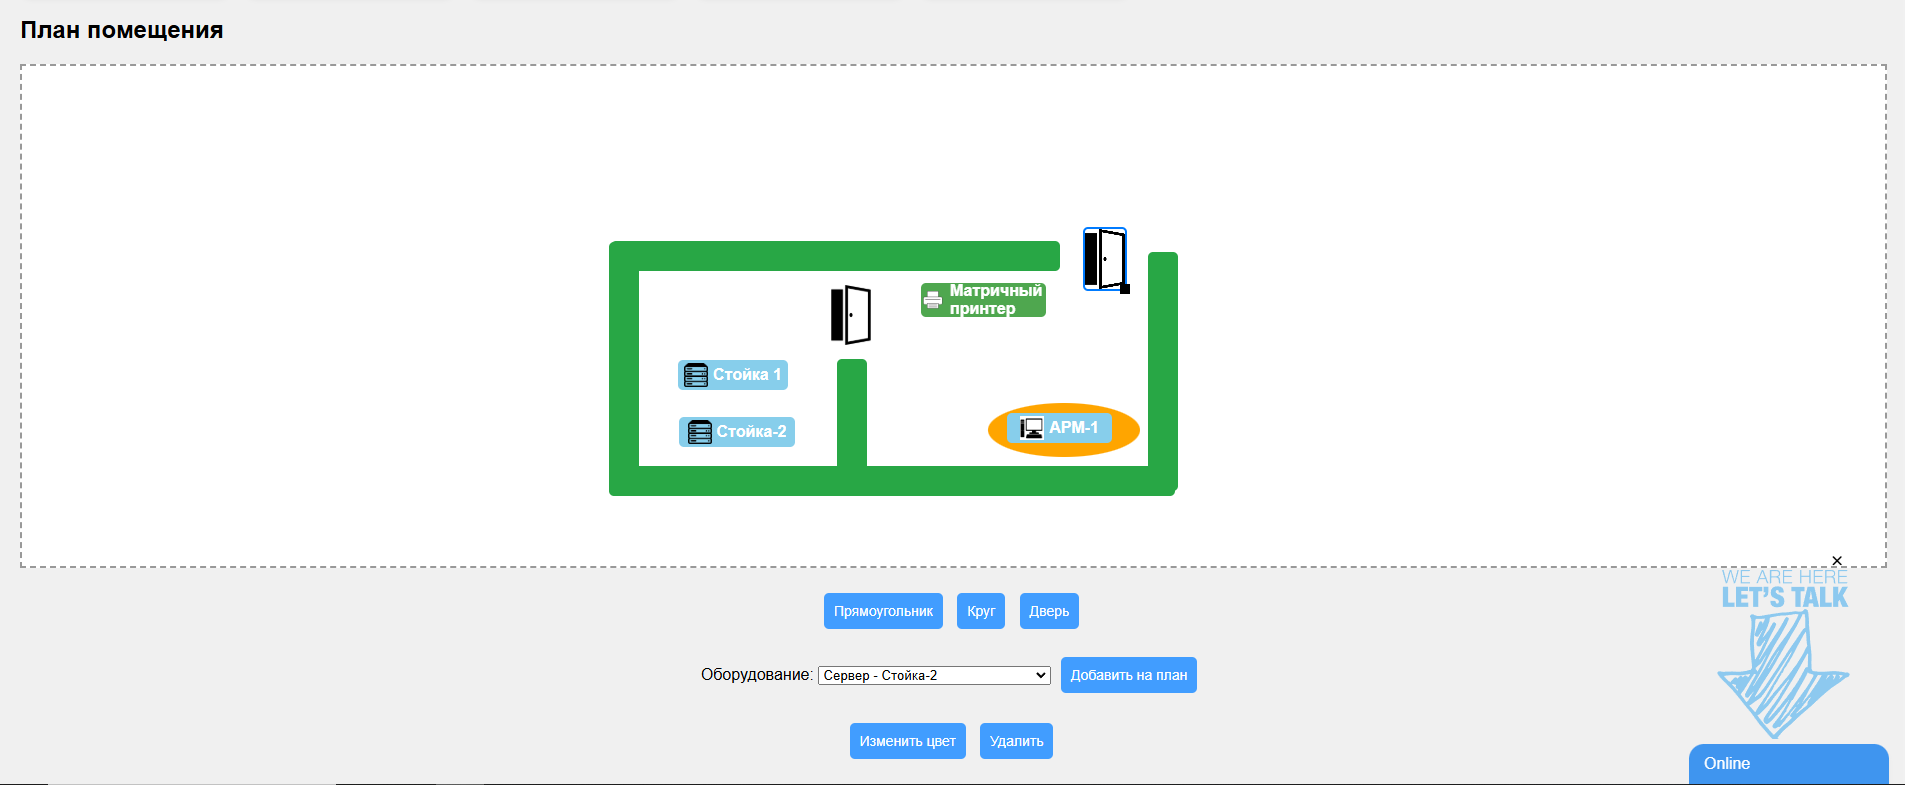 План помещения
Матричный
принтер
Стойка 1
Стойка-2
АРМ-1
×
WE ARE HERE
LET'S TALK
Прямоугольник
Круг
Дверь
Оборудование:
Сервер - Стойка-2
Добавить на план
Изменить цвет
Удалить
Online